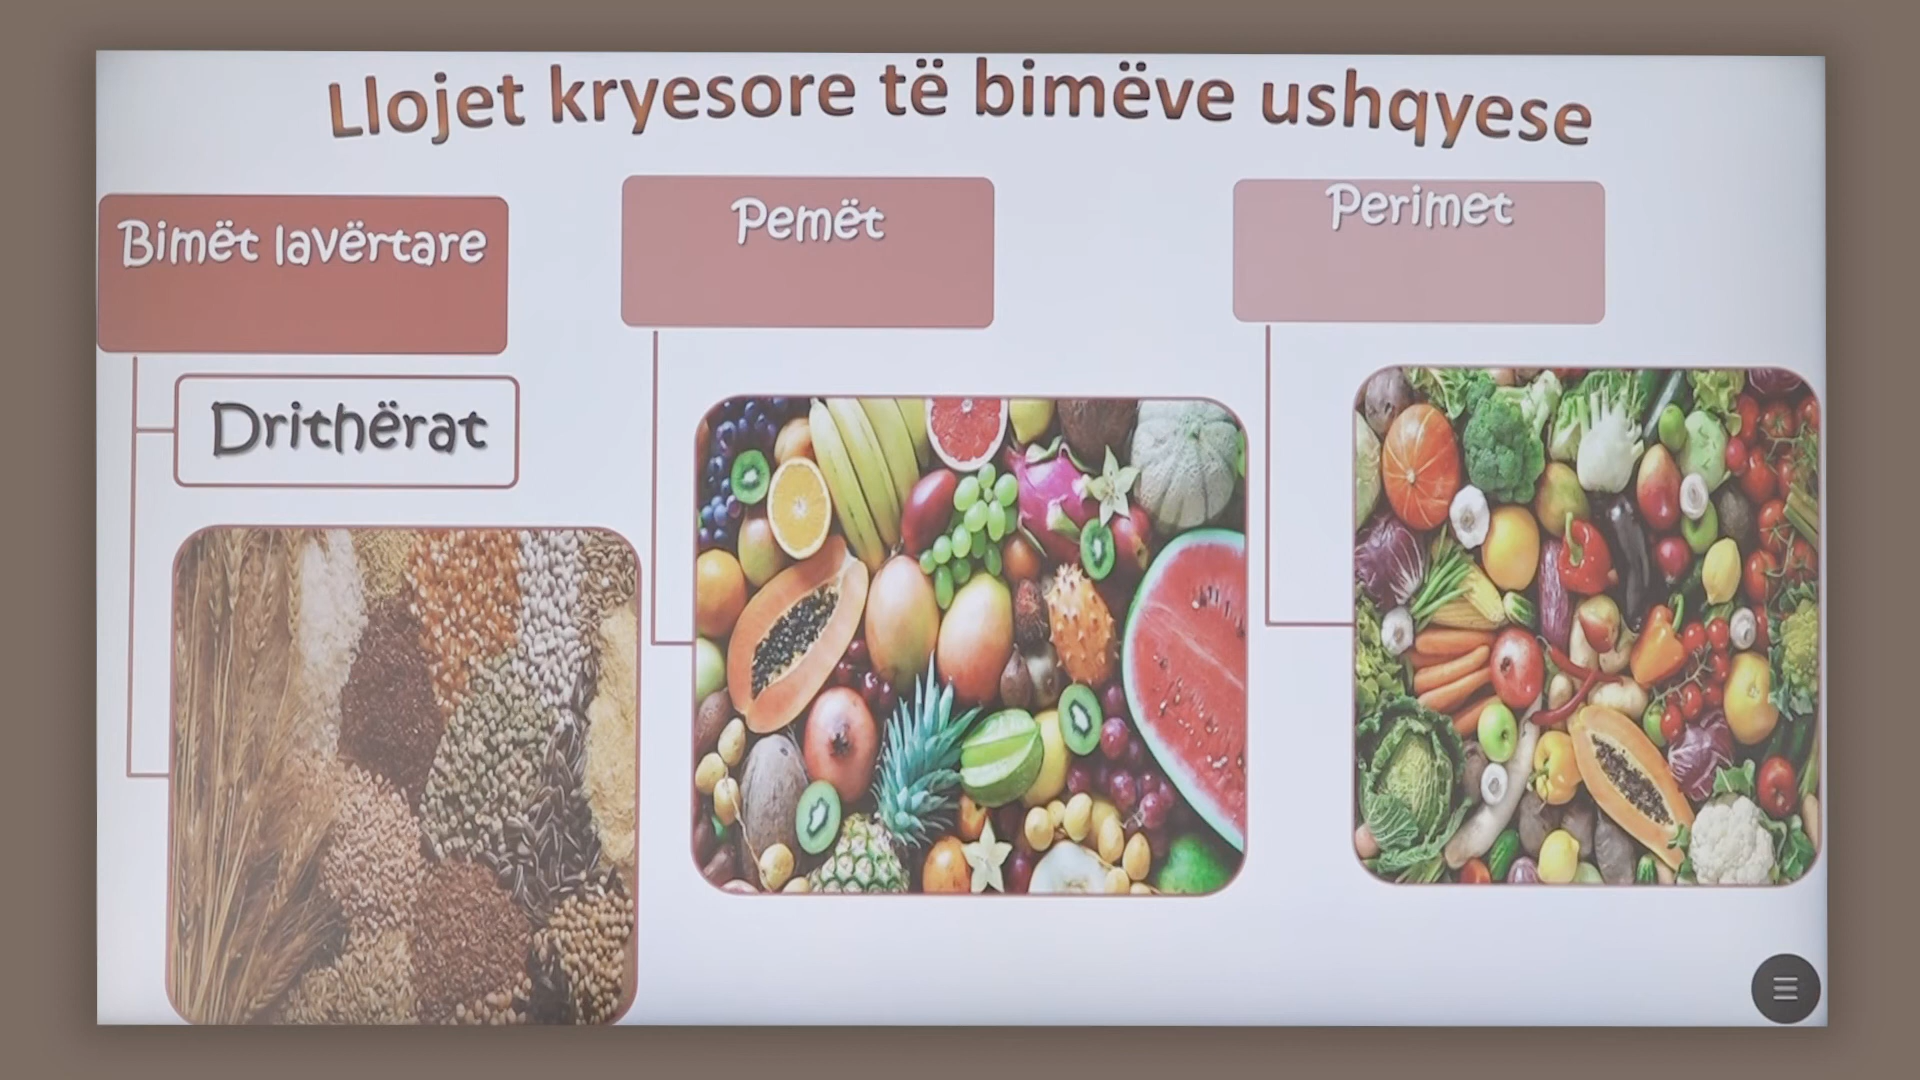 Llojet kryesore të bimëve ushqyese
Bimët lavërtare
Pemët
Perimet
Drithërat